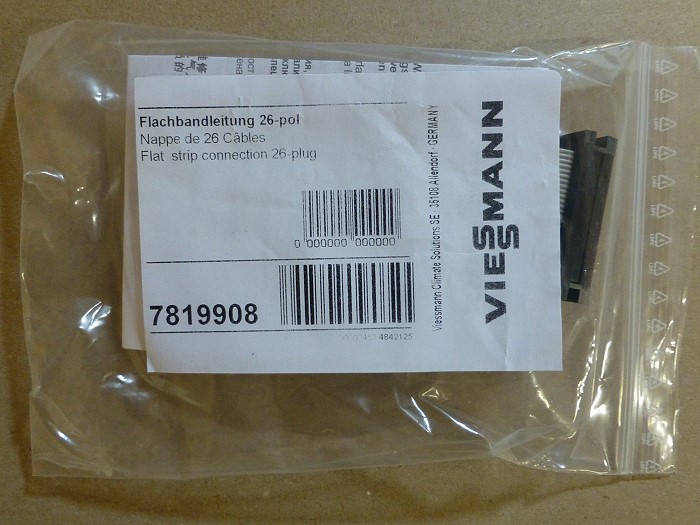 Flachbandleitung 26-pol
Nappe de 26 Câbles
Flat strip connection 26-plug
0 000000 000000
7819908
4842125
Viessmann Climate Solutions SE · 35108 Allendorf / GERMANY
VIESSMANN